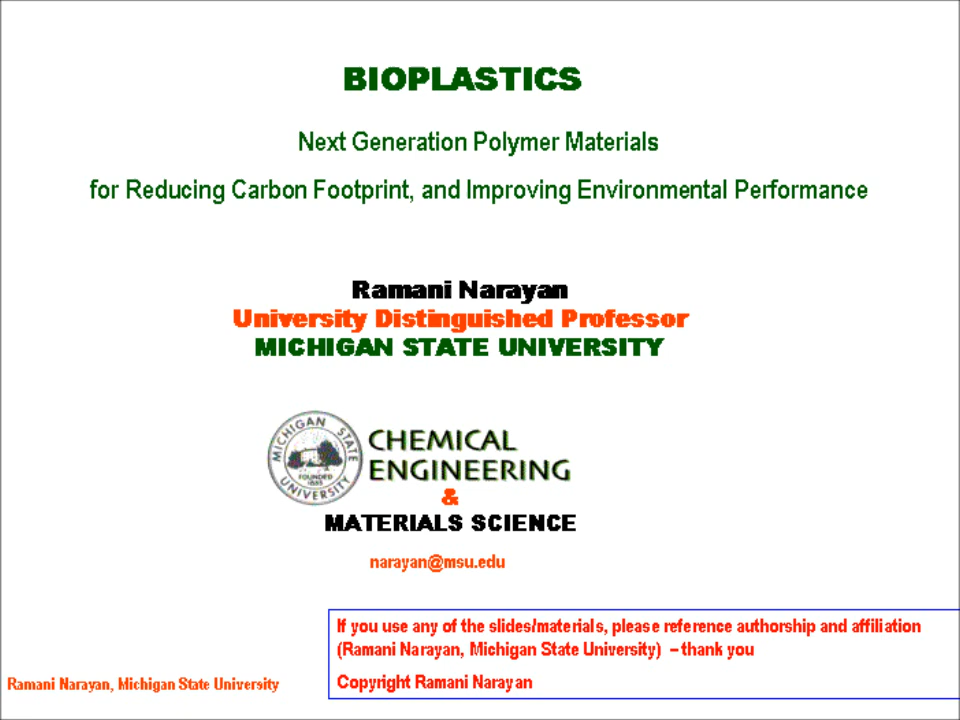 BIOPLASTICS
Next Generation Polymer Materials
for Reducing Carbon Footprint, and Improving Environmental Performance
Ramani Narayan
University Distinguished Professor
MICHIGAN STATE UNIVERSITY
MICHIGAN STATE
UNIVERSITY
FOUNDED
CHEMICAL
ENGINEERING
&
MATERIALS SCIENCE
narayan@msu.edu
If you use any of the slides/materials, please reference authorship and affiliation
(Ramani Narayan, Michigan State University) – thank you
Copyright Ramani Narayan
Ramani Narayan, Michigan State University